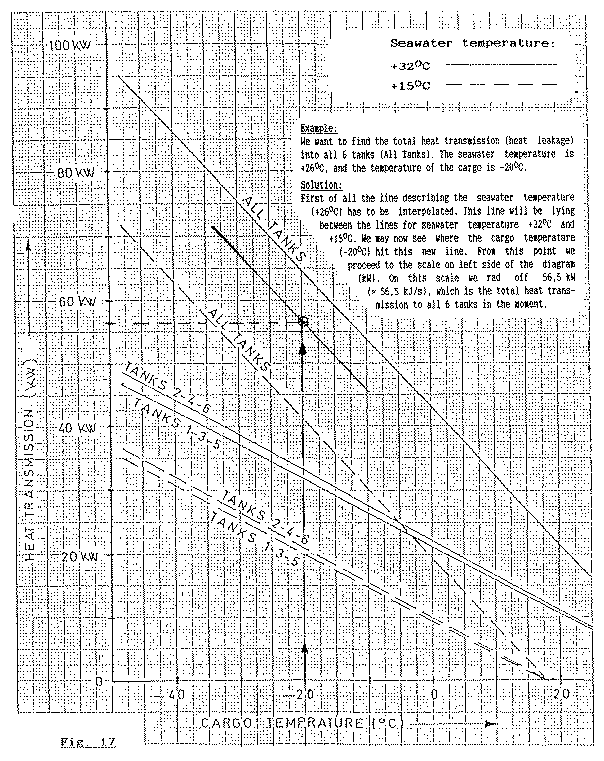 100 KW
Seawater temperature:
+32°C
+15°C
Example:
We want to find the total heat transmission (heat leakage)
into all 6 tanks (All Tanks). The seawater temperature is
+26°C, and the temperature of the cargo is -20°C.
Solution:
First of all the line describing the seawater temperature
(+26°C) has to be interpolated. This line will be lying
between the lines for seawater temperature +32°C and
+15°C. We may now see where the cargo temperature
(-20°C) hit this new line. From this point we
proceed to the scale on left side of the diagram
(kW). On this scale we rad off 56,5 kW
(= 56,5 kJ/s), which is the total heat trans-
mission to all 6 tanks in the moment.
80 KW
ALL TANKS
60 KW
ALL TANKS
TANKS 2-4-6
TANKS 1-3-5
40 KW
TANKS 2-4-6
TANKS 1-3-5
20 KW
0
HEAT TRANSMISSION (KW)
-40
-20
0
20
CARGO TEMPRATURE (°C)
Fig. 17